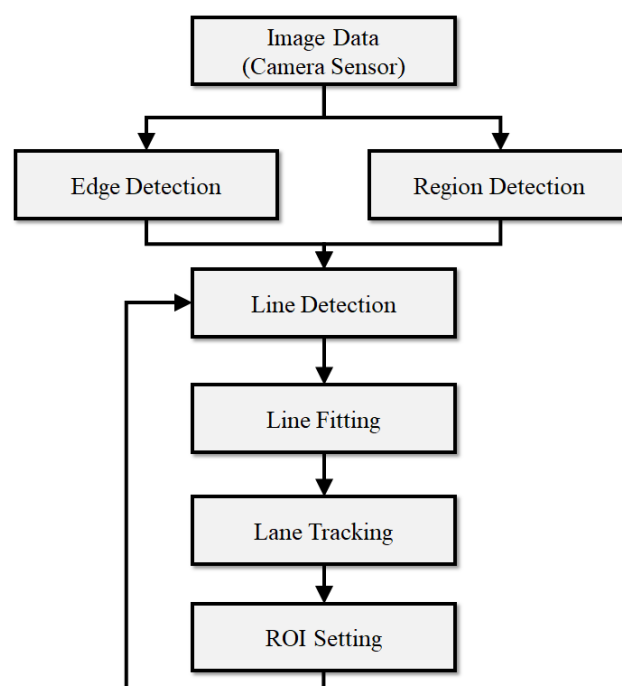 Image Data
(Camera Sensor)
Edge Detection
Region Detection
Line Detection
Line Fitting
Lane Tracking
ROI Setting